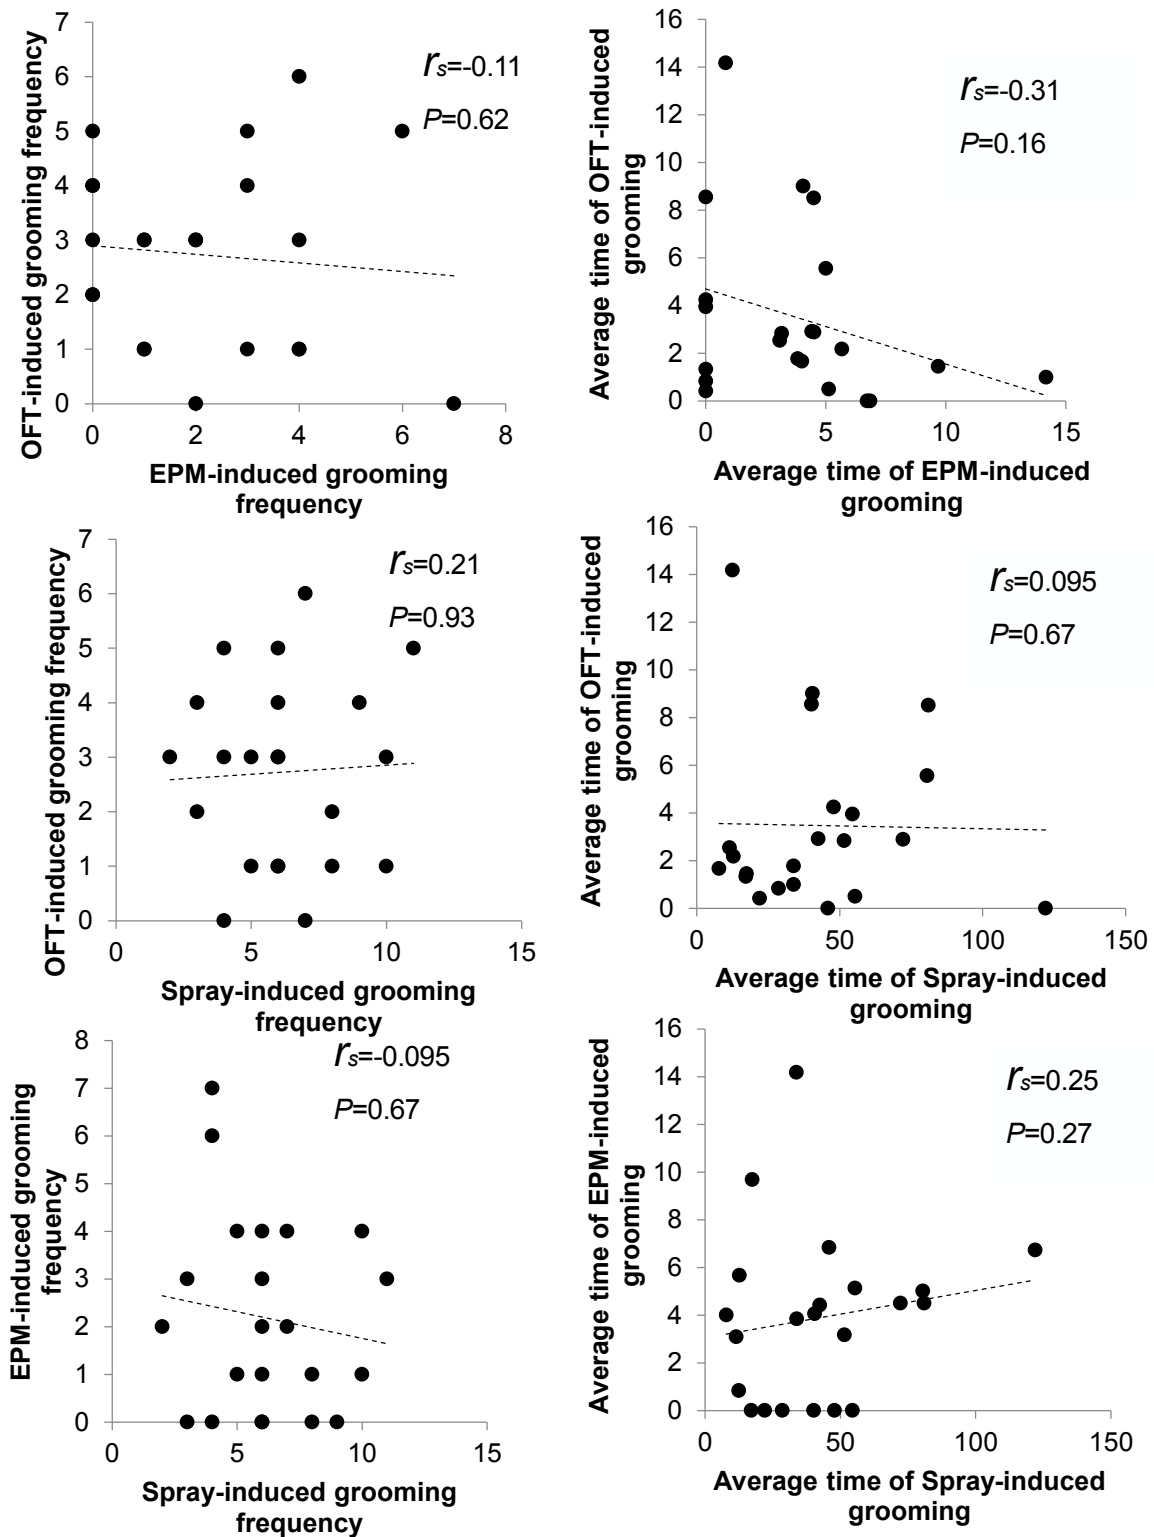 7
6
5
4
3
2
1
0
0
2
4
6
8
OFT-induced grooming frequency
EPM-induced grooming
frequency
rs=-0.11
P=0.62
16
14
12
10
8
6
4
2
0
0
5
10
15
Average time of OFT-induced
grooming
Average time of EPM-induced
grooming
rs=-0.31
P=0.16
7
6
5
4
3
2
1
0
0
5
10
15
OFT-induced grooming frequency
Spray-induced grooming
frequency
rs=0.21
P=0.93
16
14
12
10
8
6
4
2
0
0
50
100
150
Average time of OFT-induced
grooming
Average time of Spray-induced
grooming
rs=0.095
P=0.67
8
7
6
5
4
3
2
1
0
0
5
10
15
EPM-induced grooming
frequency
Spray-induced grooming
frequency
rs=-0.095
P=0.67
16
14
12
10
8
6
4
2
0
0
50
100
150
Average time of EPM-induced
grooming
Average time of Spray-induced
grooming
rs=0.25
P=0.27